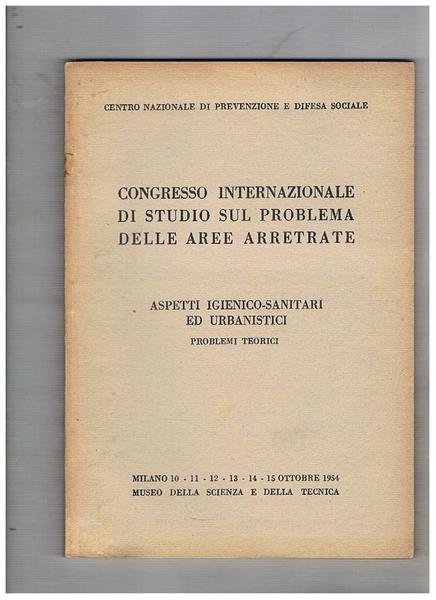 CENTRO NAZIONALE DI PREVENZIONE E DIFESA SOCIALE
CONGRESSO INTERNAZIONALE
DI STUDIO SUL PROBLEMA
DELLE AREE ARRETRATE
ASPETTI IGIENICO-SANITARI
ED URBANISTICI
PROBLEMI TEORICI
MILANO 10 - 11 - 12 - 13 - 14 - 15 OTTOBRE 1954
MUSEO DELLA SCIENZA E DELLA TECNICA